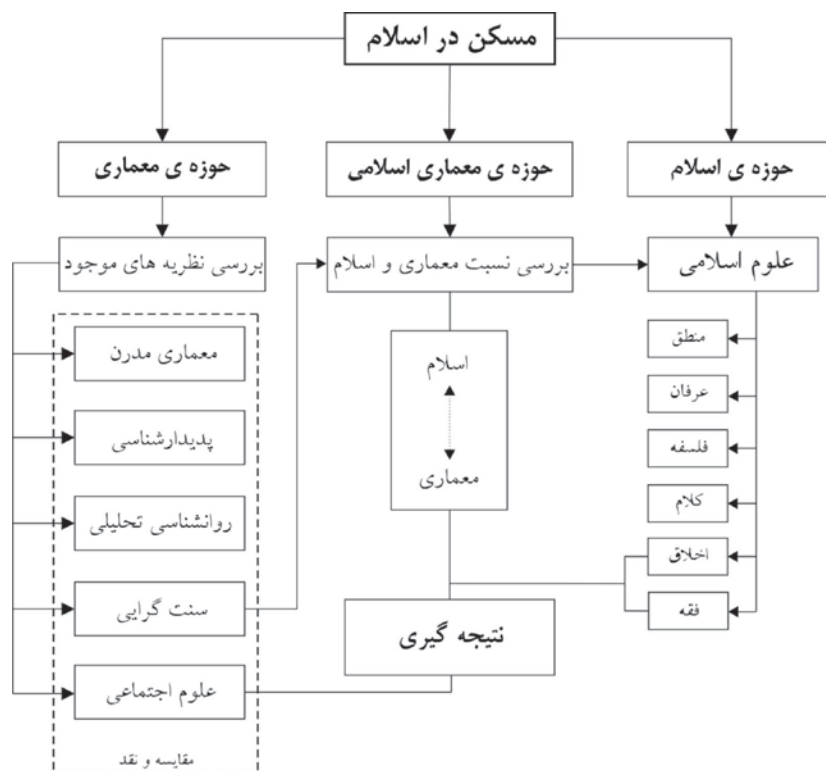 مسکن در اسلام
حوزه ی اسلام
حوزه ی معماری اسلامی
حوزه ی معماری
علوم اسلامی
بررسی نسبت معماری و اسلام
بررسی نظریه های موجود
منطق
عرفان
فلسفه
کلام
اخلاق
فقه
اسلام
معماری
نتیجه گیری
معماری مدرن
پدیدارشناسی
روانشناسی تحلیلی
سنت گرایی
علوم اجتماعی
مقایسه و نقد